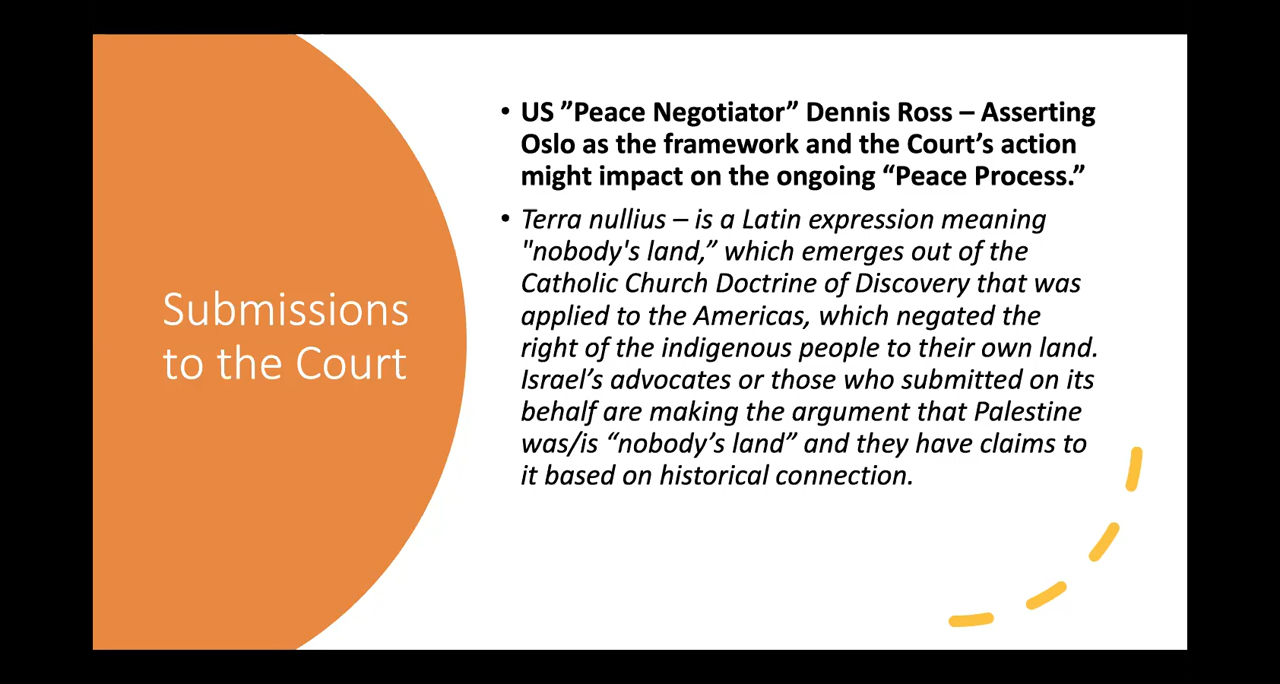 Submissions
to the Court
• US ”Peace Negotiator” Dennis Ross – Asserting
Oslo as the framework and the Court’s action
might impact on the ongoing “Peace Process.”
• Terra nullius – is a Latin expression meaning
"nobody's land,” which emerges out of the
Catholic Church Doctrine of Discovery that was
applied to the Americas, which negated the
right of the indigenous people to their own land.
Israel’s advocates or those who submitted on its
behalf are making the argument that Palestine
was/is “nobody’s land” and they have claims to
it based on historical connection.